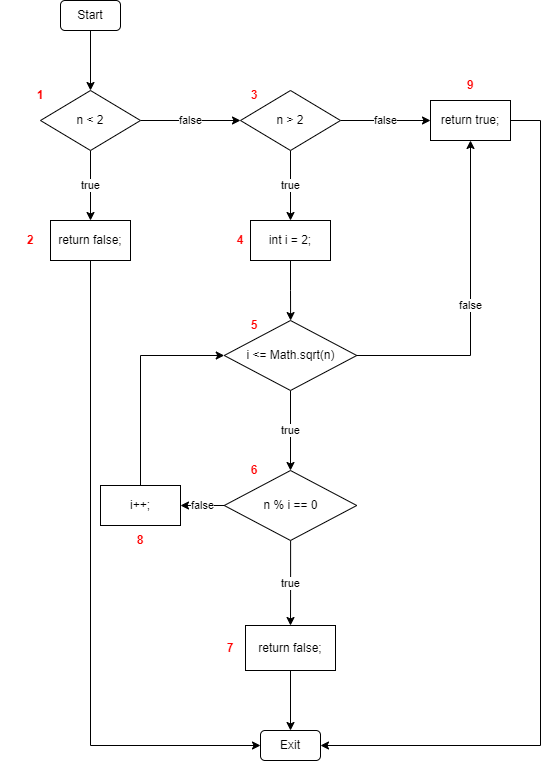 Start
1
3
9
n < 2
false
n > 2
false
return true;
true
true
2
return false;
4
int i = 2;
false
5
i <= Math.sqrt(n)
true
6
i++;
false
n % i == 0
8
true
7
return false;
Exit